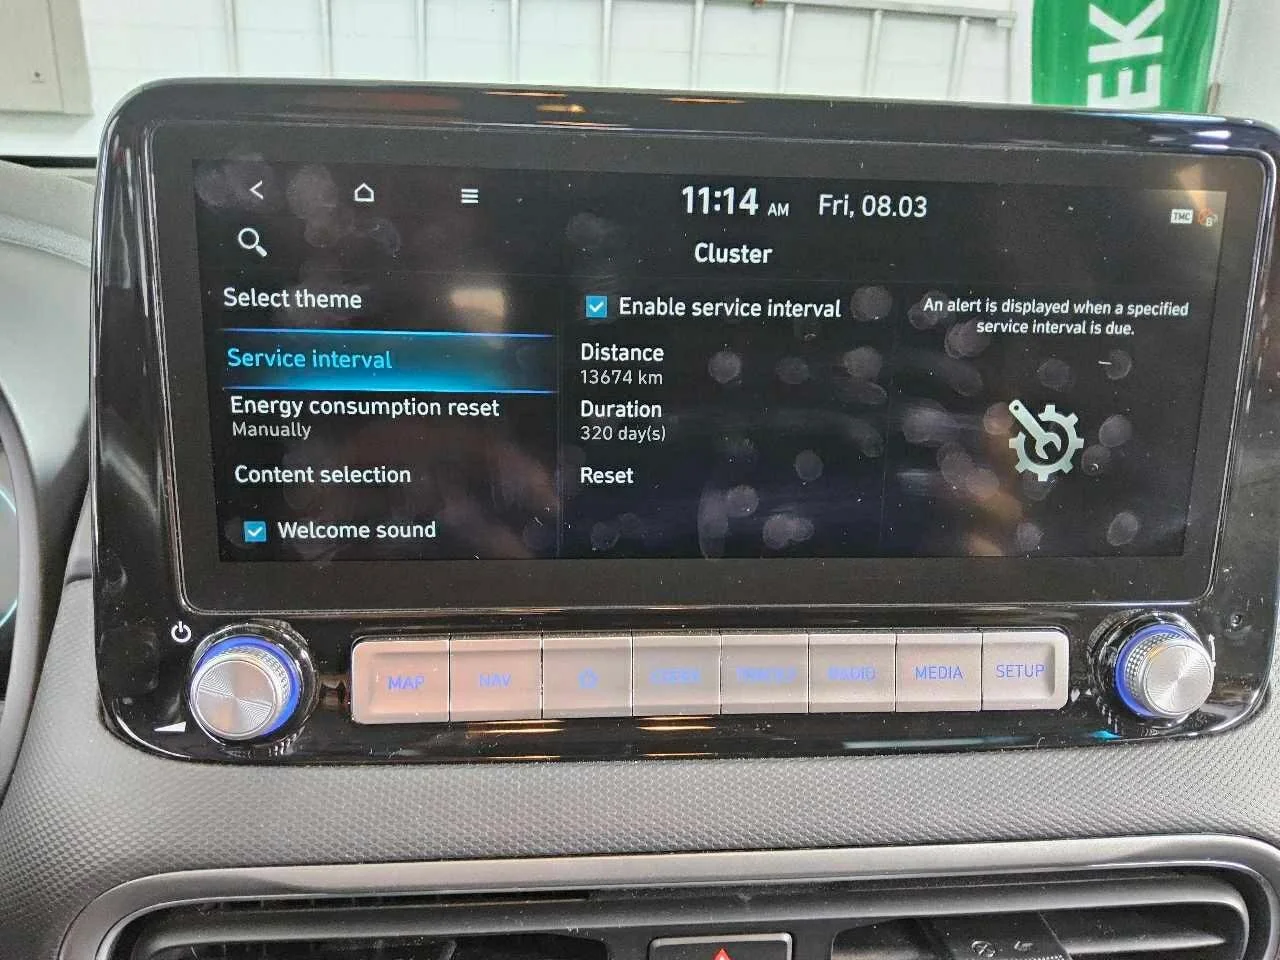 EK
11:14 AM Fri, 08.03
TMC
Cluster
Select theme
Service interval
Energy consumption reset
Manually
Content selection
Welcome sound
Enable service interval
Distance
13674 km
Duration
320 day(s)
Reset
An alert is displayed when a specified
service interval is due.
MAP
NAV
RADIO
MEDIA
SETUP